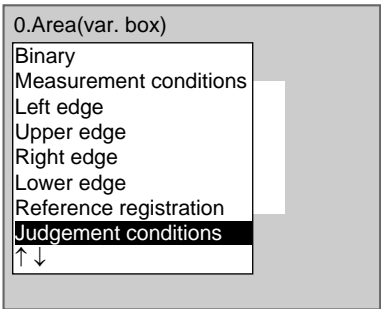 0.Area(var. box)
Binary
Measurement conditions
Left edge
Upper edge
Right edge
Lower edge
Reference registration
Judgement conditions
↑↓